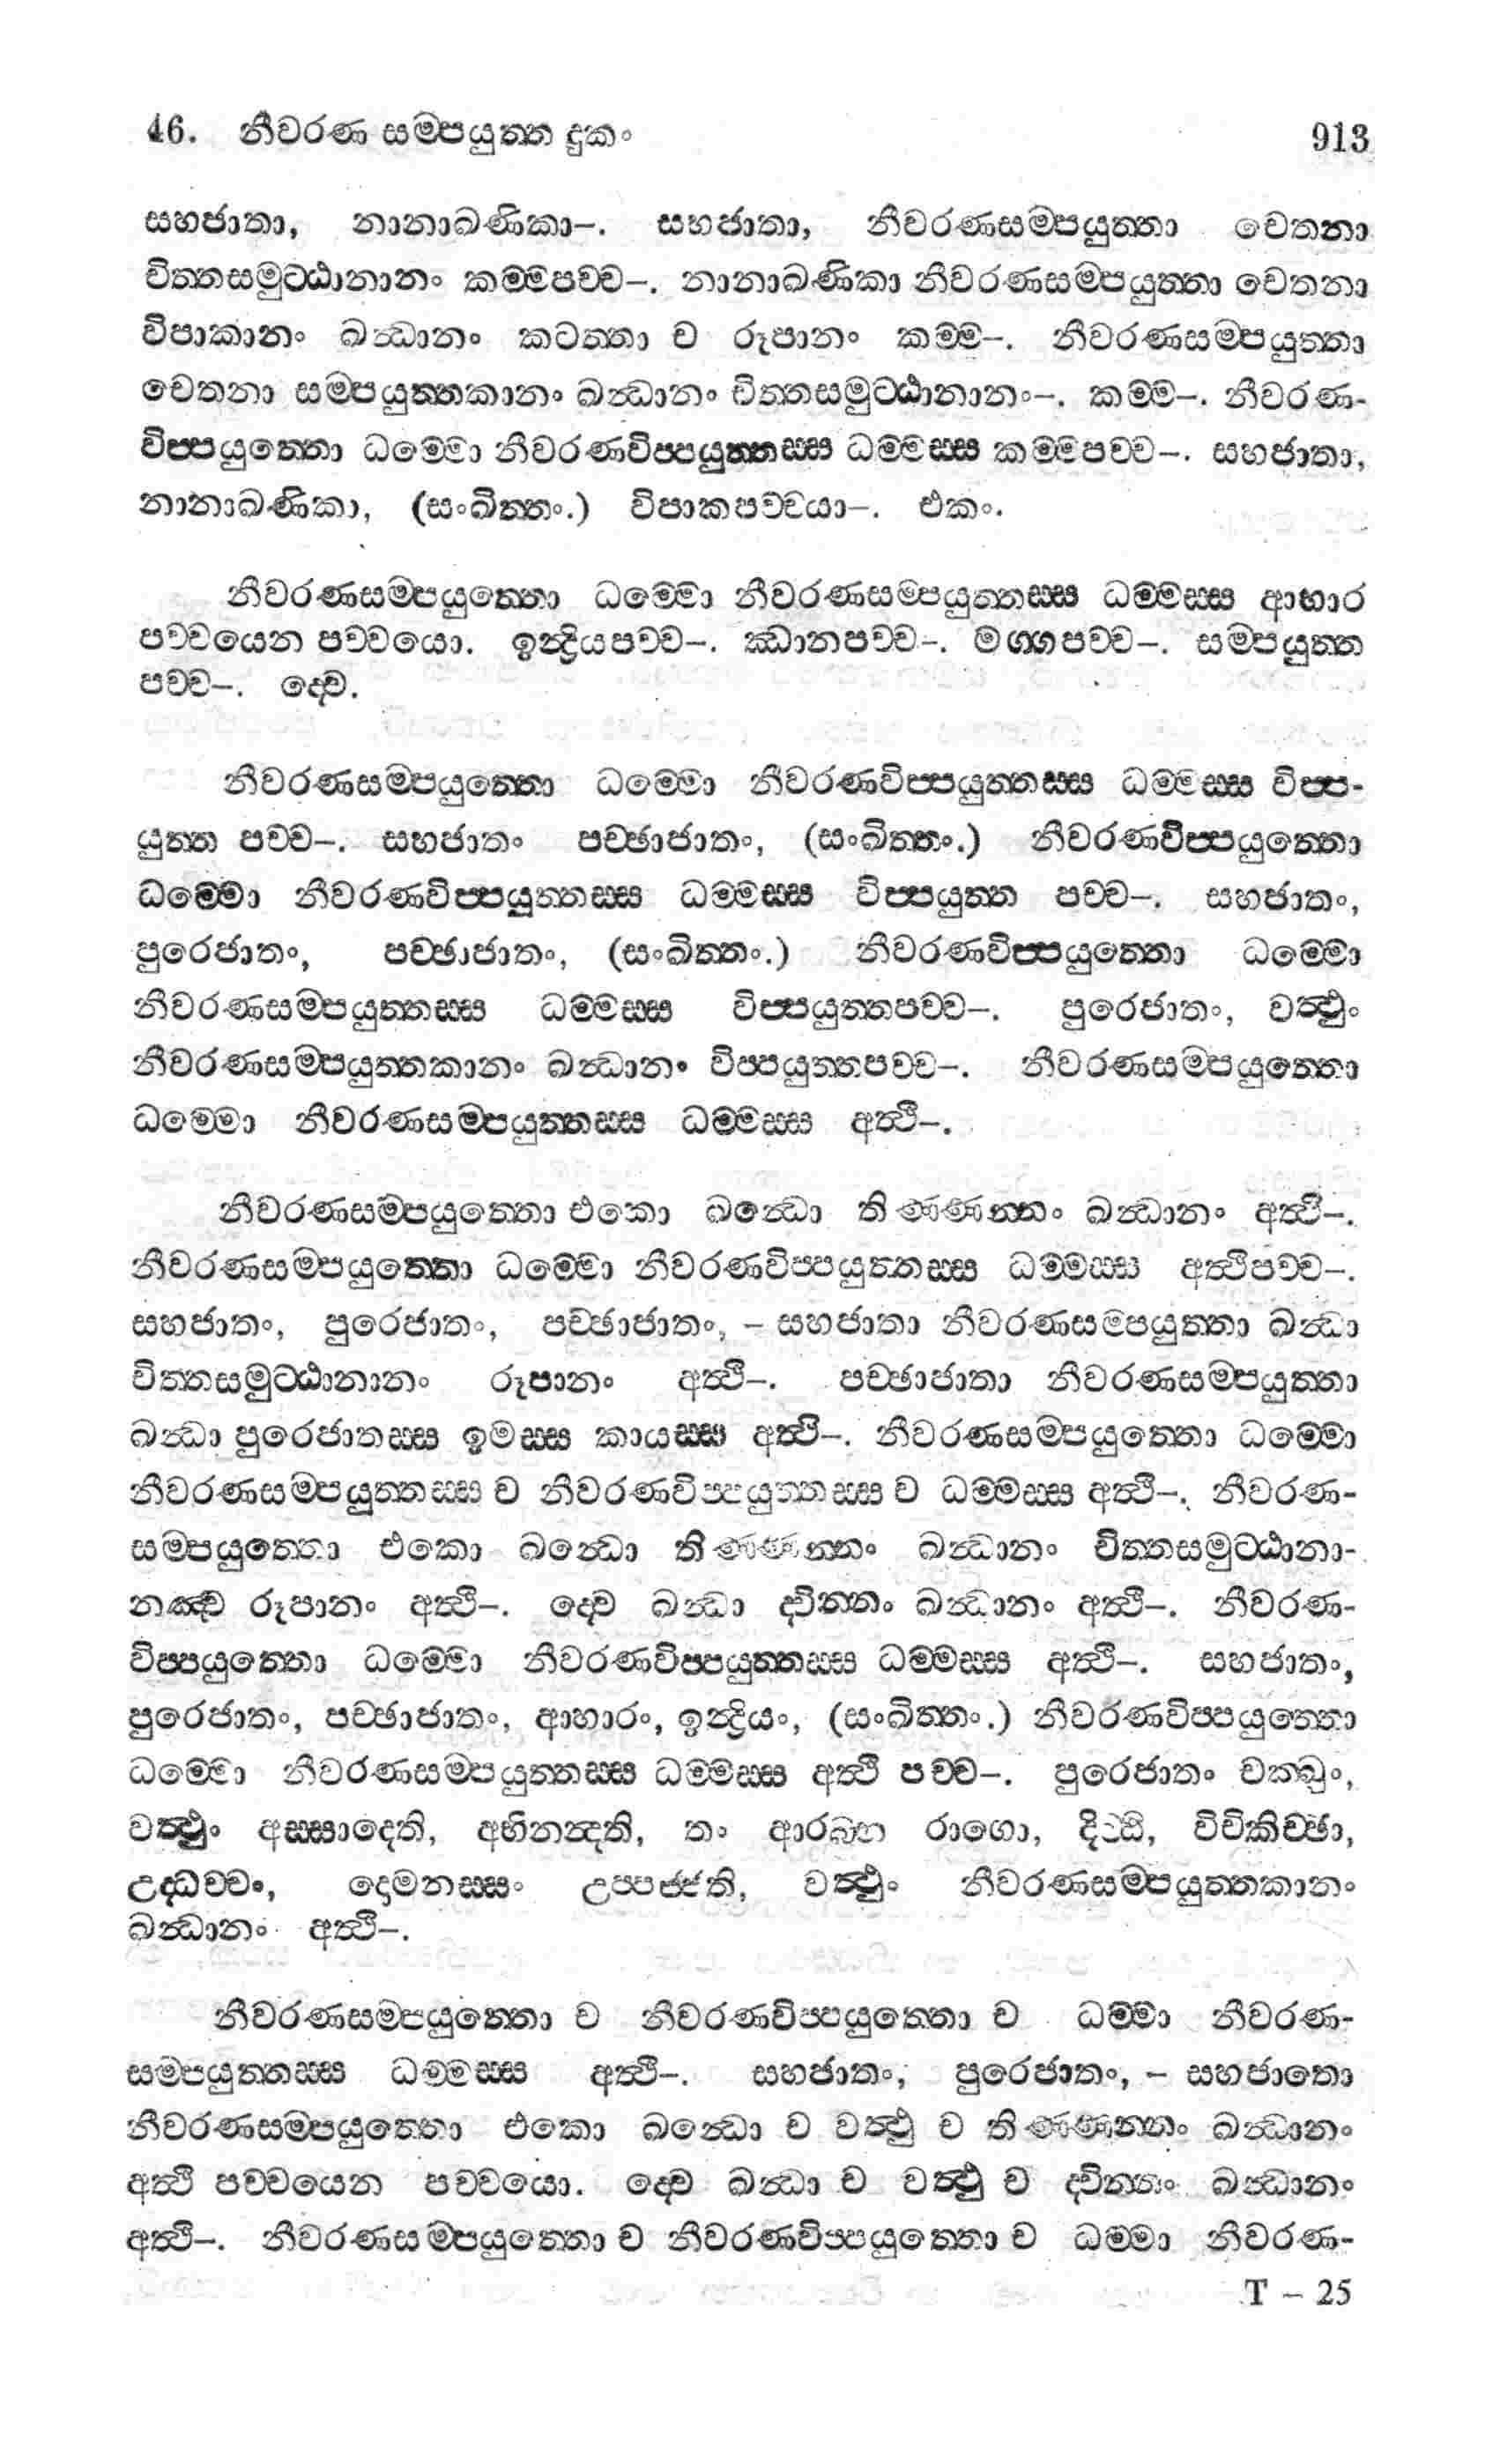 46. නීවරණ සම්පයුත්ත දුකං 913
සහජාතා, නානාඛණිකා–. සහජාතා, නීවරණසම්පයුත්තා චෙතනා
චිත්තසමුට්ඨානානං කම්මපච්ච–. නානාඛණිකා නීවරණසම්පයුත්තා චෙතනා
විපාකානං ඛන්ධානං කටත්තා ච රූපානං කම්ම–. නීවරණසම්පයුත්තා
චෙතනා සම්පයුත්තකානං ඛන්ධානං චිත්තසමුට්ඨානානං–. කම්ම–. නීවරණ-
විප්පයුත්තො ධම්මො නීවරණවිප්පයුත්තස්ස ධම්මස්ස කම්මපච්ච–. සහජාතා,
නානාඛණිකා, (සංඛිත්තං.) විපාකපච්චයා–. එකං.
නීවරණසම්පයුත්තො ධම්මො නීවරණසම්පයුත්තස්ස ධම්මස්ස ආහාර
පච්චයෙන පච්චයො. ඉන්ද්‍රියපච්ච–. ඣානපච්ච–. මග්ගපච්ච–. සම්පයුත්ත
පච්ච–. ද්වෙ.
නීවරණසම්පයුත්තො ධම්මො නීවරණවිප්පයුත්තස්ස ධම්මස්ස විප්ප-
යුත්ත පච්ච–. සහජාතං පච්ඡාජාතං, (සංඛිත්තං.) නීවරණවිප්පයුත්තො
ධම්මො නීවරණවිප්පයුත්තස්ස ධම්මස්ස විප්පයුත්ත පච්ච–. සහජාතං,
පුරෙජාතං, පච්ඡාජාතං, (සංඛිත්තං.) නීවරණවිප්පයුත්තො ධම්මො
නීවරණසම්පයුත්තස්ස ධම්මස්ස විප්පයුත්තපච්ච–. පුරෙජාතං, වත්ථුං
නීවරණසම්පයුත්තකානං ඛන්ධානං විප්පයුත්තපච්ච–. නීවරණසම්පයුත්තො
ධම්මො නීවරණසම්පයුත්තස්ස ධම්මස්ස අත්ථි–.
නීවරණසම්පයුත්තො එකො ඛන්ධො තිණ්ණන්නං ඛන්ධානං අත්ථි–.
නීවරණසම්පයුත්තො ධම්මො නීවරණවිප්පයුත්තස්ස ධම්මස්ස අත්ථිපච්ච–.
සහජාතං, පුරෙජාතං, පච්ඡාජාතං, – සහජාතා නීවරණසම්පයුත්තා ඛන්ධා
චිත්තසමුට්ඨානානං රූපානං අත්ථි–. පච්ඡාජාතා නීවරණසම්පයුත්තා
ඛන්ධා පුරෙජාතස්ස ඉමස්ස කායස්ස අත්ථි–. නීවරණසම්පයුත්තො ධම්මො
නීවරණසම්පයුත්තස්ස ච නීවරණවිප්පයුත්තස්ස ච ධම්මස්ස අත්ථි–. නීවරණ-
සම්පයුත්තො එකො ඛන්ධො තිණ්ණන්නං ඛන්ධානං චිත්තසමුට්ඨානා-
නඤ්ච රූපානං අත්ථි–. ද්වෙ ඛන්ධා ද්වින්නං ඛන්ධානං අත්ථි–. නීවරණ-
විප්පයුත්තො ධම්මො නීවරණවිප්පයුත්තස්ස ධම්මස්ස අත්ථි–. සහජාතං,
පුරෙජාතං, පච්ඡාජාතං, ආහාරං, ඉන්ද්‍රියං, (සංඛිත්තං.) නීවරණවිප්පයුත්තො
ධම්මො නීවරණසම්පයුත්තස්ස ධම්මස්ස අත්ථි පච්ච–. පුරෙජාතං චක්ඛුං,
වත්ථුං අස්සාදෙති, අභිනන්දති, තං ආරබ්භ රාගො, දිට්ඨි, විචිකිච්ඡා,
උද්ධච්චං, දොමනස්සං උප්පජ්ජති, වත්ථුං නීවරණසම්පයුත්තකානං
ඛන්ධානං අත්ථි–.
නීවරණසම්පයුත්තො ච නීවරණවිප්පයුත්තො ච ධම්මා නීවරණ-
සම්පයුත්තස්ස ධම්මස්ස අත්ථි–. සහජාතං, පුරෙජාතං, – සහජාතො
නීවරණසම්පයුත්තො එකො ඛන්ධො ච වත්ථු ච තිණ්ණන්නං ඛන්ධානං
අත්ථි පච්චයෙන පච්චයො. ද්වෙ ඛන්ධා ච වත්ථු ච ද්වින්නං ඛන්ධානං
අත්ථි–. නීවරණසම්පයුත්තො ච නීවරණවිප්පයුත්තො ච ධම්මා නීවරණ-
T – 25